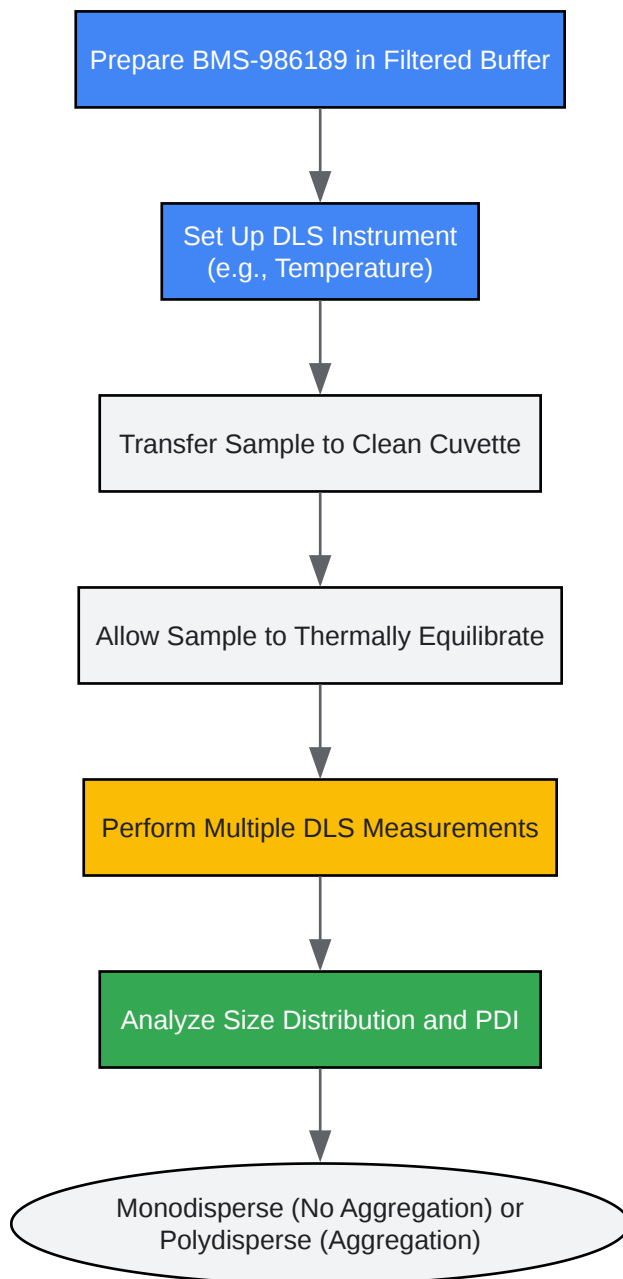 Prepare BMS-986189 in Filtered Buffer
Set Up DLS Instrument
(e.g., Temperature)
Transfer Sample to Clean Cuvette
Allow Sample to Thermally Equilibrate
Perform Multiple DLS Measurements
Analyze Size Distribution and PDI
Monodisperse (No Aggregation) or
Polydisperse (Aggregation)